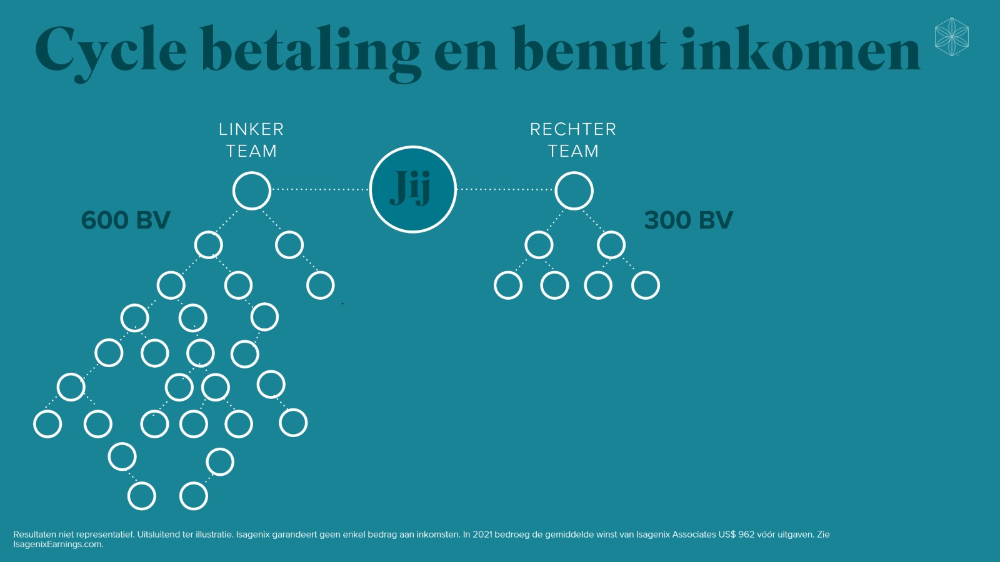 Cycle betaling en benut inkomen
LINKER
TEAM
RECHTER
TEAM
Jij
600 BV
300 BV
Resultaten niet representatief. Uitsluitend ter illustratie. Isagenix garandeert geen enkel bedrag aan inkomsten. In 2021 bedroeg de gemiddelde winst van Isagenix Associates US$ 962 vóór uitgaven. Zie
IsagenixEarnings.com.